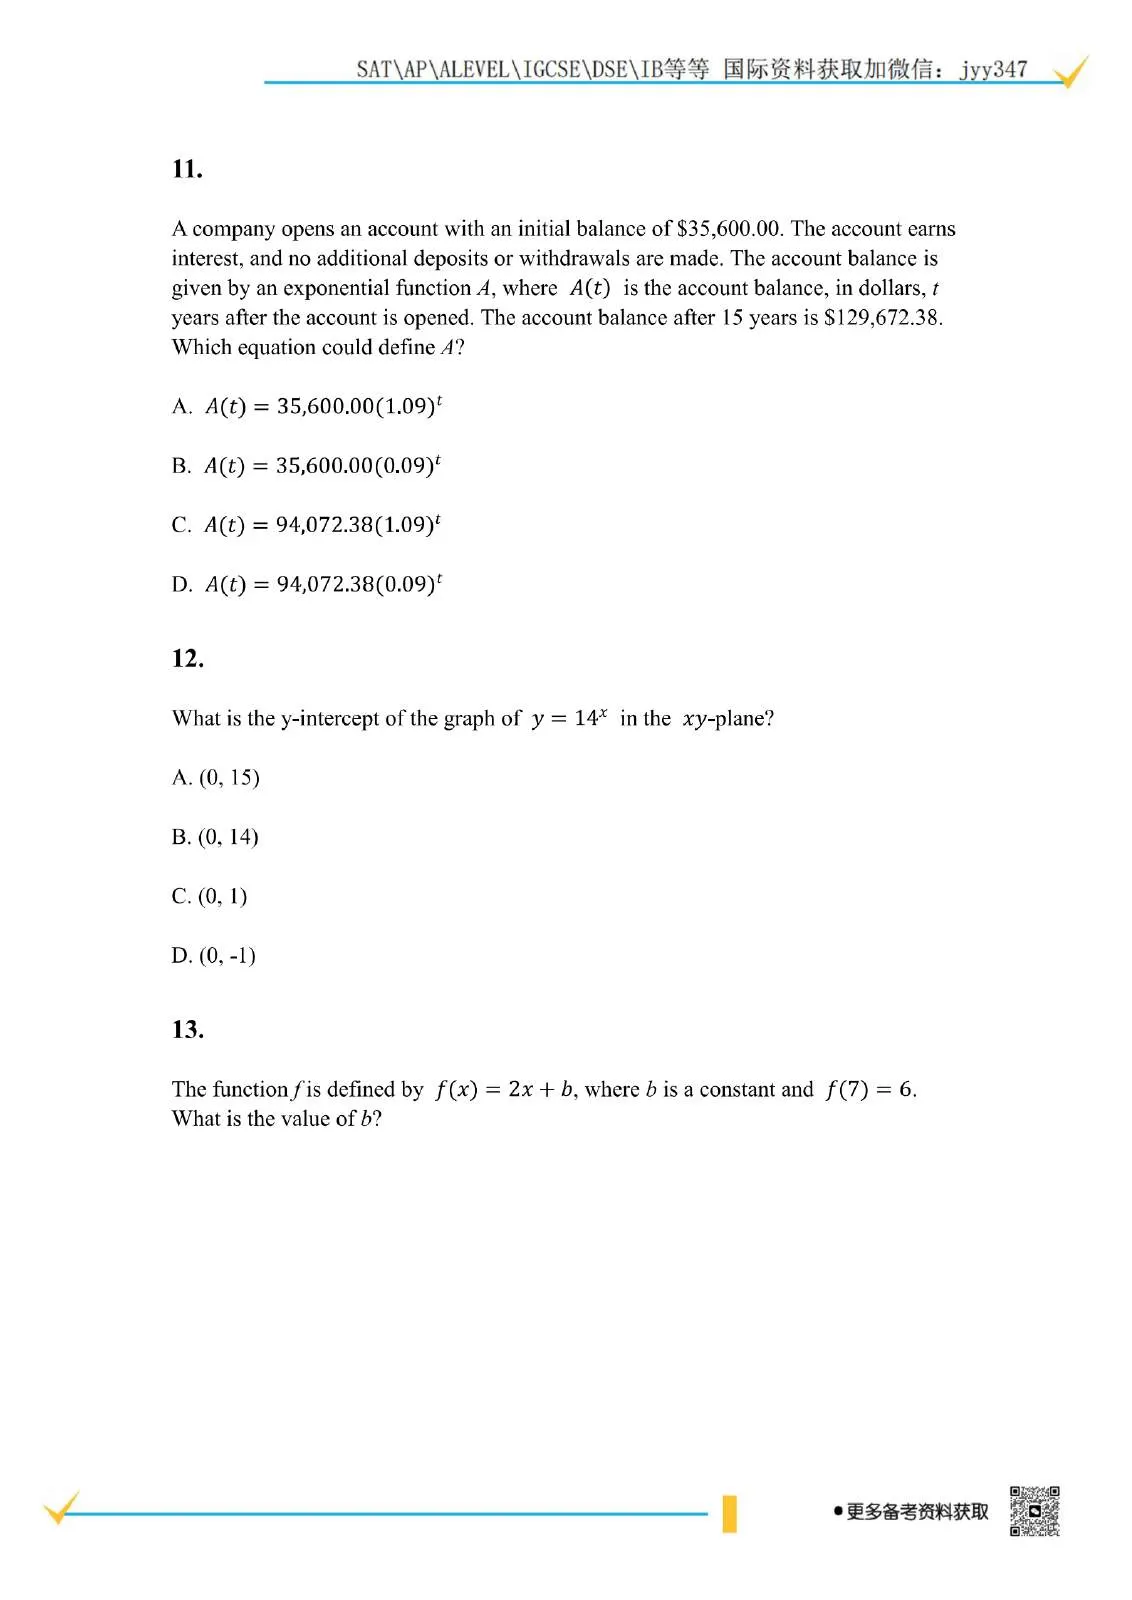 SAT\AP\ALEVEL\IGCSE\DSE\IB等等 国际资料获取加微信：jyy347
11.
A company opens an account with an initial balance of $35,600.00. The account earns
interest, and no additional deposits or withdrawals are made. The account balance is
given by an exponential function A, where A(t) is the account balance, in dollars, t
years after the account is opened. The account balance after 15 years is $129,672.38.
Which equation could define A?
A. A(t) = 35,600.00(1.09)^t
B. A(t) = 35,600.00(0.09)^t
C. A(t) = 94,072.38(1.09)^t
D. A(t) = 94,072.38(0.09)^t
12.
What is the y-intercept of the graph of y = 14^x in the xy-plane?
A. (0, 15)
B. (0, 14)
C. (0, 1)
D. (0, -1)
13.
The function f is defined by f(x) = 2x + b, where b is a constant and f(7) = 6.
What is the value of b?
•更多备考资料获取